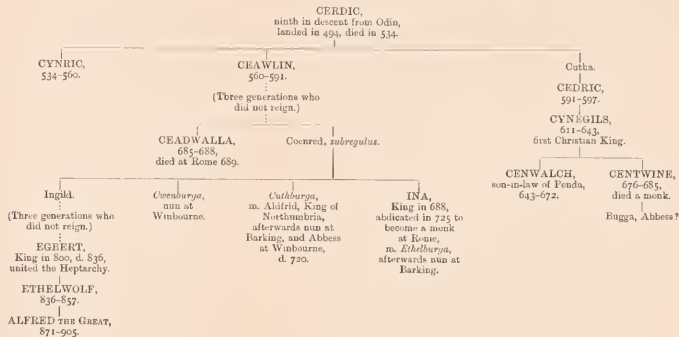 CERDIC,
ninth in descent from Odin,
landed in 494, died in 534.
CYNRIC,
534–560.
CEAWLIN,
560–591.
(Three generations who
did not reign.)
Cutha.
CEDRIC,
591–597.
CYNEGILS,
611–643,
first Christian King.
CEADWALLA,
685–688,
died at Rome 689.
Coenred, subregulus.
CENWALCH,
son-in-law of Penda,
643–672.
CENTWINE,
676–685,
died a monk.
Bugga, Abbess?
Ingild.
(Three generations who
did not reign.)
EGBERT,
King in 800, d. 836,
united the Heptarchy.
ETHELWOLF,
836–857.
ALFRED THE GREAT,
871–905.
Cwenburga,
nun at
Winbourne.
Cuthburga,
m. Aldfrid, King of
Northumbria,
afterwards nun at
Barking, and Abbess
at Winbourne,
d. 720.
INA,
King in 688,
abdicated in 725 to
become a monk
at Rome,
m. Ethelburga,
afterwards nun at
Barking.